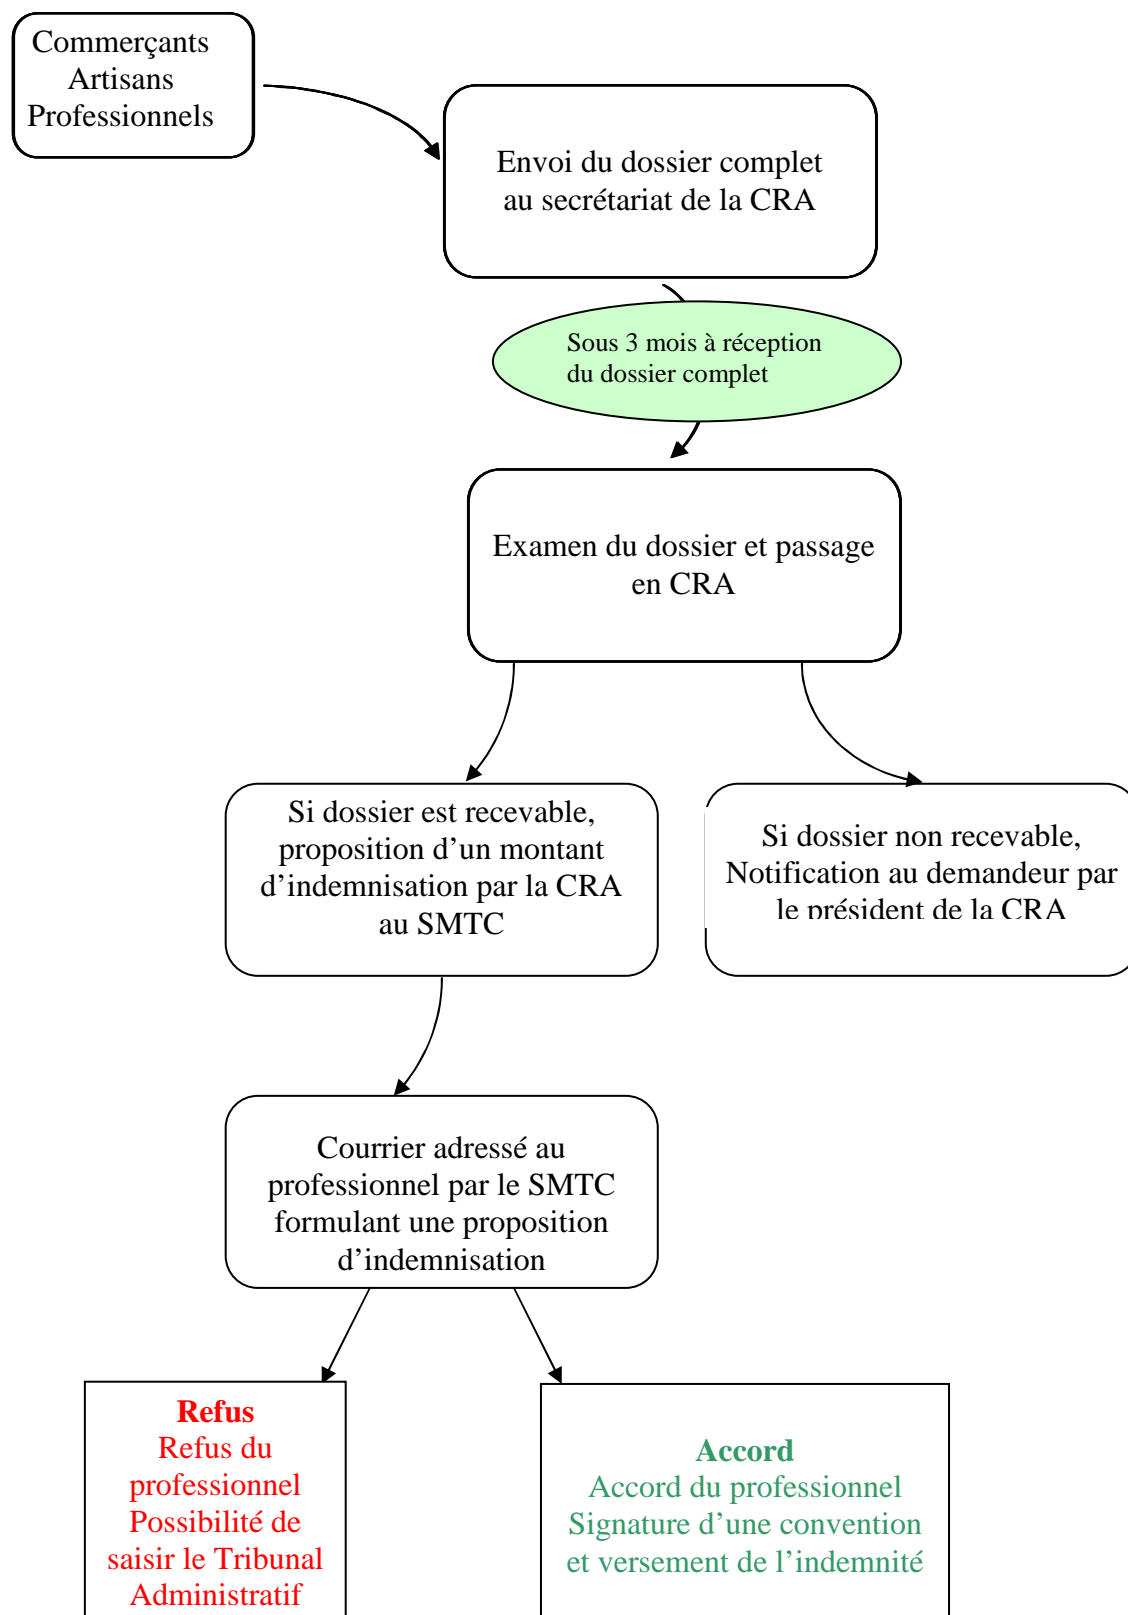 Commerçants
Artisans
Professionnels
Envoi du dossier complet
au secrétariat de la CRA
Sous 3 mois à réception
du dossier complet
Examen du dossier et passage
en CRA
Si dossier est recevable,
proposition d’un montant
d’indemnisation par la CRA
au SMTC
Si dossier non recevable,
Notification au demandeur par
le président de la CRA
Courrier adressé au
professionnel par le SMTC
formulant une proposition
d’indemnisation
Refus
Refus du
professionnel
Possibilité de
saisir le Tribunal
Administratif
Accord
Accord du professionnel
Signature d’une convention
et versement de l’indemnité